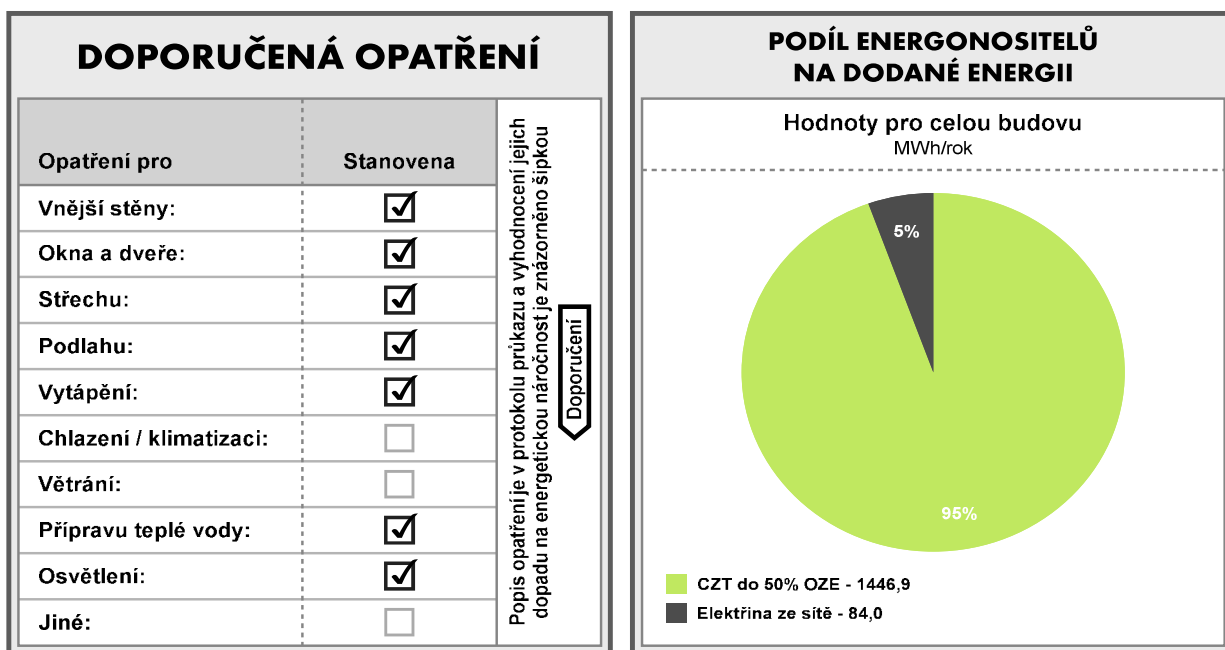 DOPORUČENÁ OPATŘENÍ
Opatření pro Stanovena
Vnější stěny:
Okna a dveře:
Střechu:
Podlahu:
Vytápění:
Chlazení / klimatizaci:
Větrání:
Přípravu teplé vody:
Osvětlení:
Jiné:
Popis opatření je v protokolu průkazu a vyhodnocení jejich
dopadu na energetickou náročnost je znázorněno šipkou
Doporučení
PODÍL ENERGONOSITELŮ
NA DODANÉ ENERGII
Hodnoty pro celou budovu
MWh/rok
5%
95%
CZT do 50% OZE - 1446,9
Elektřina ze sítě - 84,0